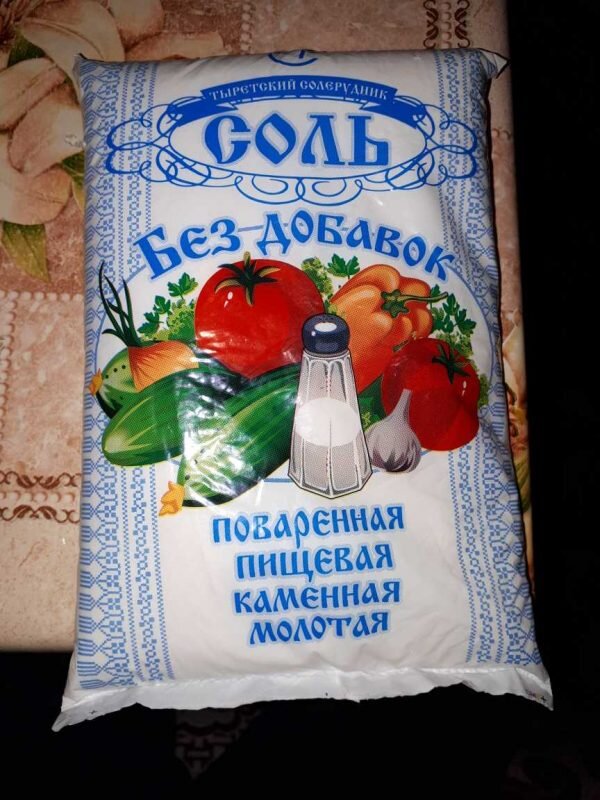 ТЫРЕТСКИЙ СОЛЕРУДНИК
СОЛЬ
БЕЗ ДОБАВОК
ПОВАРЕННАЯ
ПИЩЕВАЯ
КАМЕННАЯ
МОЛОТАЯ